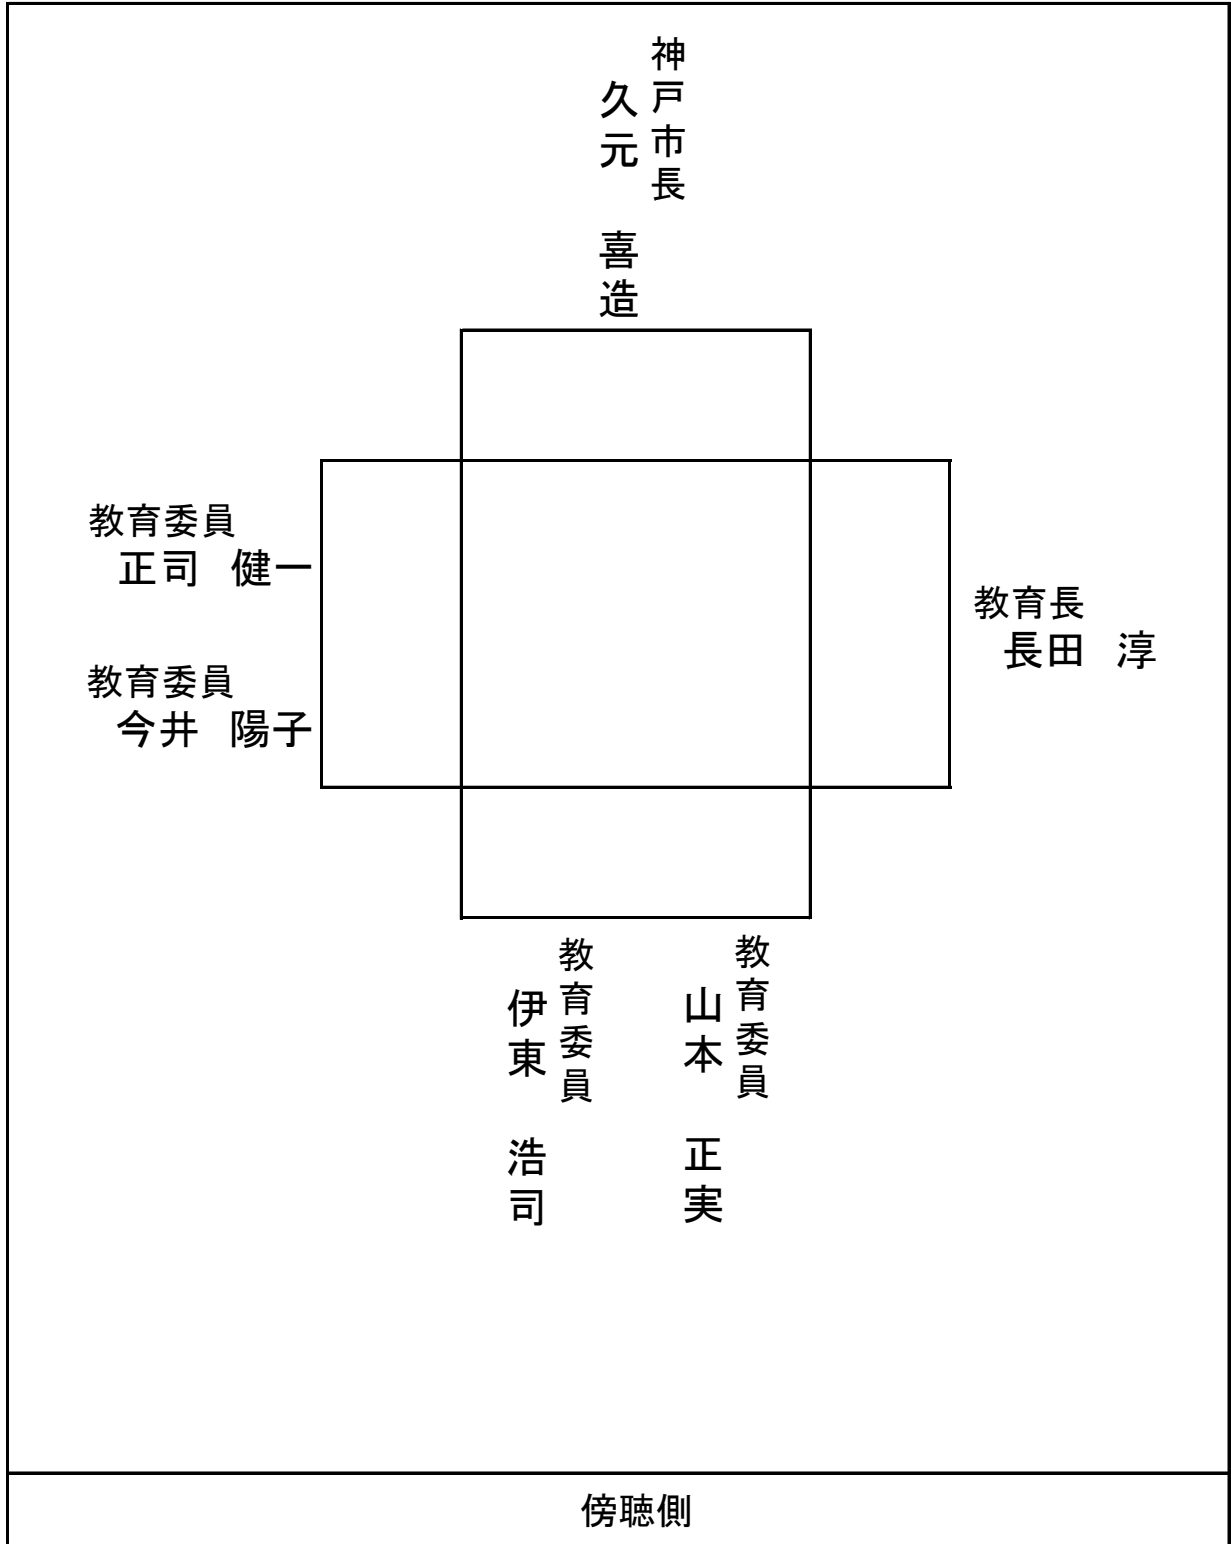 神戸市長
久元　喜造
教育委員
正司　健一
教育長
長田　淳
教育委員
今井　陽子
教育委員
山本　正実
教育委員
伊東　浩司
傍聴側